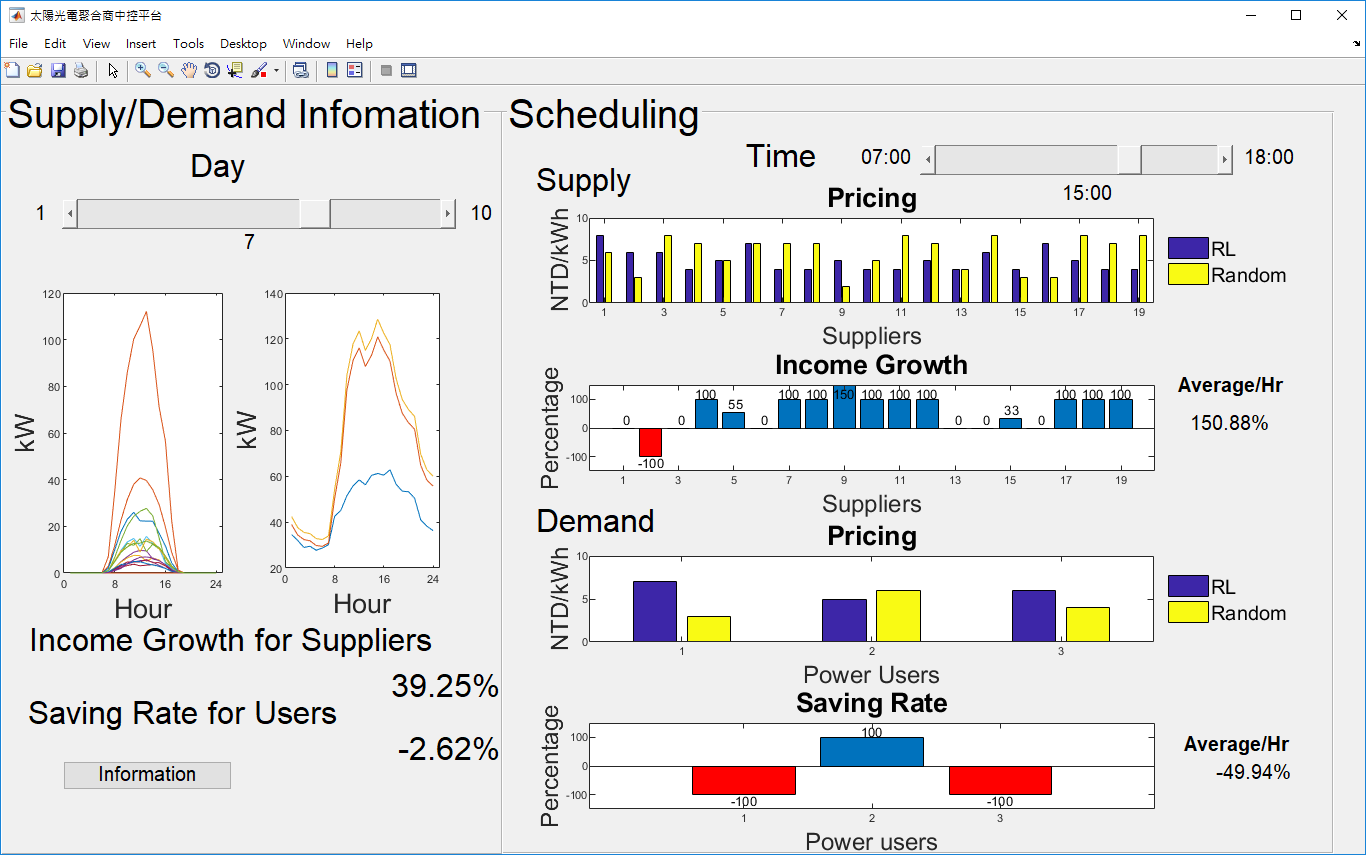 太陽光電聚合商中控平台
File Edit View Insert Tools Desktop Window Help
Supply/Demand Infomation
Day
1 10
7
kW
120
100
80
60
40
20
0
0 8 16 24
Hour
kW
140
120
100
80
60
40
20
0 8 16 24
Hour
Income Growth for Suppliers
39.25%
Saving Rate for Users
-2.62%
Information
Scheduling
Time 07:00 18:00
15:00
Supply
Pricing
NTD/kWh
10
5
0
1 3 5 7 9 11 13 15 17 19
Suppliers
RL
Random
Income Growth
Percentage
100
0
-100
0 -100 0 100 55 0 100 100 150 100 100 100 0 0 33 0 100 100 100
1 3 5 7 9 11 13 15 17 19
Suppliers
Average/Hr
150.88%
Demand
Pricing
NTD/kWh
10
5
0
1 2 3
Power Users
RL
Random
Saving Rate
Percentage
100
0
-100
-100 100 -100
1 2 3
Power users
Average/Hr
-49.94%